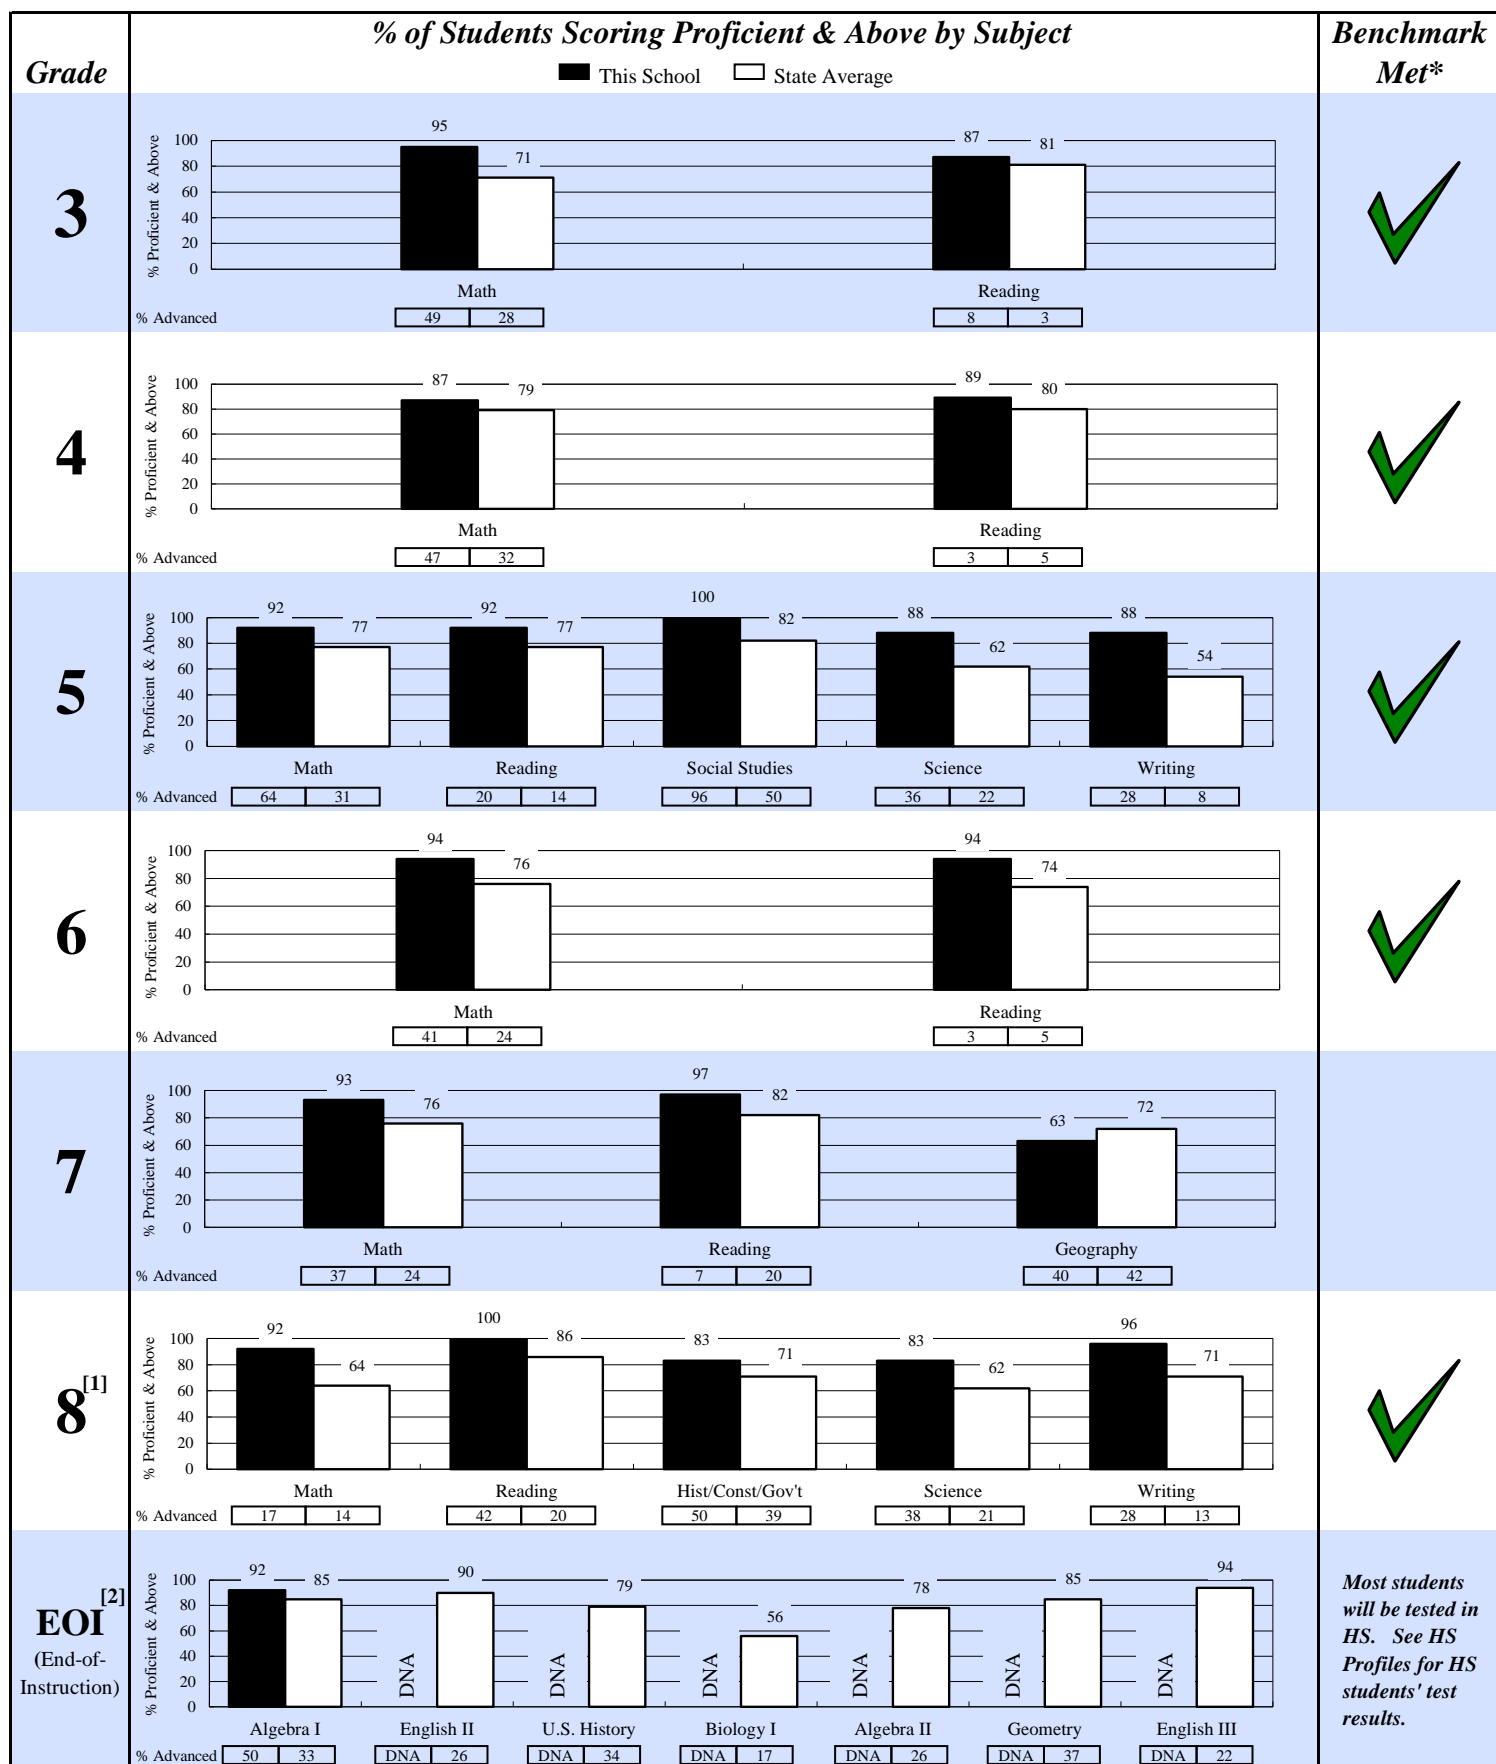 % of Students Scoring Proficient & Above by Subject
Benchmark
Met*
Grade
This School
State Average
3
% Proficient & Above
100
80
60
40
20
0
95
71
87
81
Math
Reading
% Advanced
49
28
8
3
4
% Proficient & Above
100
80
60
40
20
0
87
79
89
80
Math
Reading
% Advanced
47
32
3
5
5
% Proficient & Above
100
80
60
40
20
0
92
77
92
77
100
82
88
62
88
54
Math
Reading
Social Studies
Science
Writing
% Advanced
64
31
20
14
96
50
36
22
28
8
6
% Proficient & Above
100
80
60
40
20
0
94
76
94
74
Math
Reading
% Advanced
41
24
3
5
7
% Proficient & Above
100
80
60
40
20
0
93
76
97
82
63
72
Math
Reading
Geography
% Advanced
37
24
7
20
40
42
8[1]
% Proficient & Above
100
80
60
40
20
0
92
64
100
86
83
71
83
62
96
71
Math
Reading
Hist/Const/Gov't
Science
Writing
% Advanced
17
14
42
20
50
39
38
21
28
13
EOI[2]
(End-of-
Instruction)
% Proficient & Above
100
80
60
40
20
0
92
85
DNA
90
DNA
79
DNA
56
DNA
78
DNA
85
DNA
94
Algebra I
English II
U.S. History
Biology I
Algebra II
Geometry
English III
% Advanced
50
33
DNA
26
DNA
34
DNA
17
DNA
26
DNA
37
DNA
22
Most students
will be tested in
HS. See HS
Profiles for HS
students' test
results.